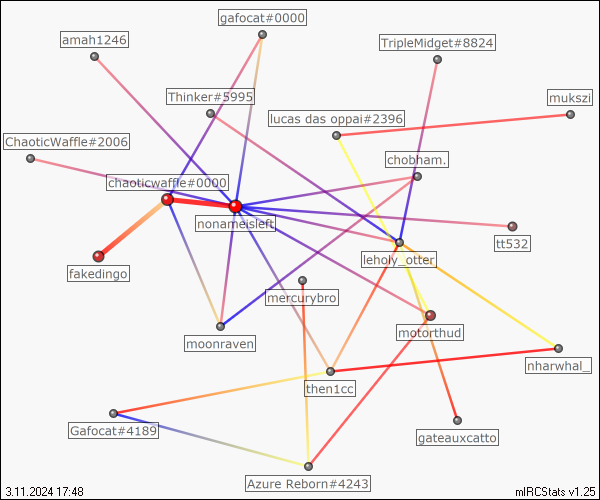 gafocat#0000
amah1246
TripleMidget#8824
Thinker#5995
mukszi
lucas das oppai#2396
ChaoticWaffle#2006
chobham.
chaoticwaffle#0000
nonameisleft
tt532
leholy_otter
fakedingo
mercurybro
motorthud
moonraven
nharwhal_
then1cc
Gafocat#4189
gateauxcatto
Azure Reborn#4243
3.11.2024 17:48
mIRCStats v1.25